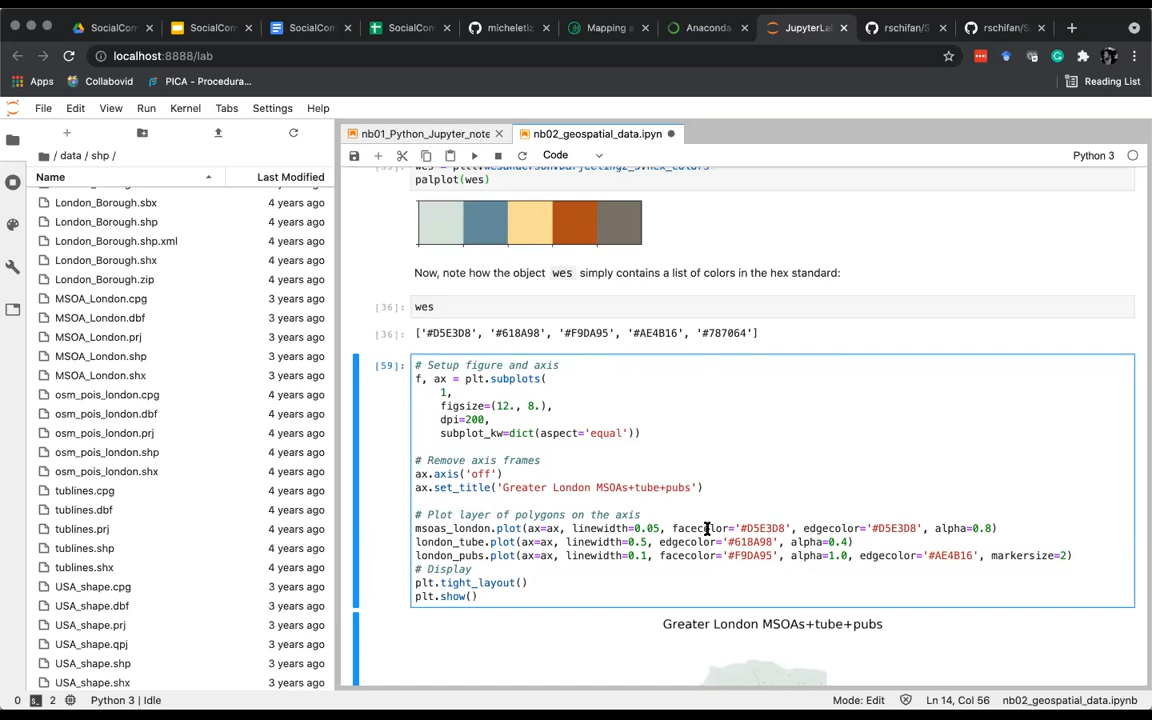 SocialCom
SocialCom
SocialCom
SocialCom
micheletiz
Mapping a
Anaconda
JupyterLa
rschifan/S
rschifan/S
localhost:8888/lab
Apps
Collabovid
PICA - Procedura...
Reading List
File Edit View Run Kernel Tabs Settings Help
/ data / shp /
Name Last Modified
London_Borough.sbx 4 years ago
London_Borough.shp 4 years ago
London_Borough.shp.xml 4 years ago
London_Borough.shx 4 years ago
London_Borough.zip 4 years ago
MSOA_London.cpg 3 years ago
MSOA_London.dbf 3 years ago
MSOA_London.prj 3 years ago
MSOA_London.shp 3 years ago
MSOA_London.shx 3 years ago
osm_pois_london.cpg 4 years ago
osm_pois_london.dbf 4 years ago
osm_pois_london.prj 4 years ago
osm_pois_london.shp 4 years ago
osm_pois_london.shx 4 years ago
tublines.cpg 4 years ago
tublines.dbf 4 years ago
tublines.prj 4 years ago
tublines.shp 4 years ago
tublines.shx 4 years ago
USA_shape.cpg 4 years ago
USA_shape.dbf 4 years ago
USA_shape.prj 4 years ago
USA_shape.qpj 4 years ago
USA_shape.shp 4 years ago
USA_shape.shx 4 years ago
nb01_Python_Jupyter_note
nb02_geospatial_data.ipyn
Code
Python 3
palplot(wes)
Now, note how the object wes simply contains a list of colors in the hex standard:
[36]: wes
[36]: ['#D5E3D8', '#618A98', '#F9DA95', '#AE4B16', '#787064']
[59]: # Setup figure and axis
f, ax = plt.subplots(
1,
figsize=(12., 8.),
dpi=200,
subplot_kw=dict(aspect='equal'))
# Remove axis frames
ax.axis('off')
ax.set_title('Greater London MSOAs+tube+pubs')
# Plot layer of polygons on the axis
msoas_london.plot(ax=ax, linewidth=0.05, facecolor='#D5E3D8', edgecolor='#D5E3D8', alpha=0.8)
london_tube.plot(ax=ax, linewidth=0.5, edgecolor='#618A98', alpha=0.4)
london_pubs.plot(ax=ax, linewidth=0.1, facecolor='#F9DA95', alpha=1.0, edgecolor='#AE4B16', markersize=2)
# Display
plt.tight_layout()
plt.show()
Greater London MSOAs+tube+pubs
0 2 Python 3 | Idle
Mode: Edit
Ln 14, Col 56
nb02_geospatial_data.ipynb